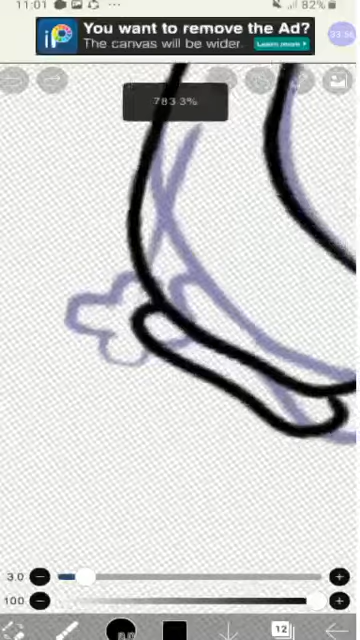 11:01
82%
iP
You want to remove the Ad?
The canvas will be wider.
Learn more
783.3%
3.0
100
12